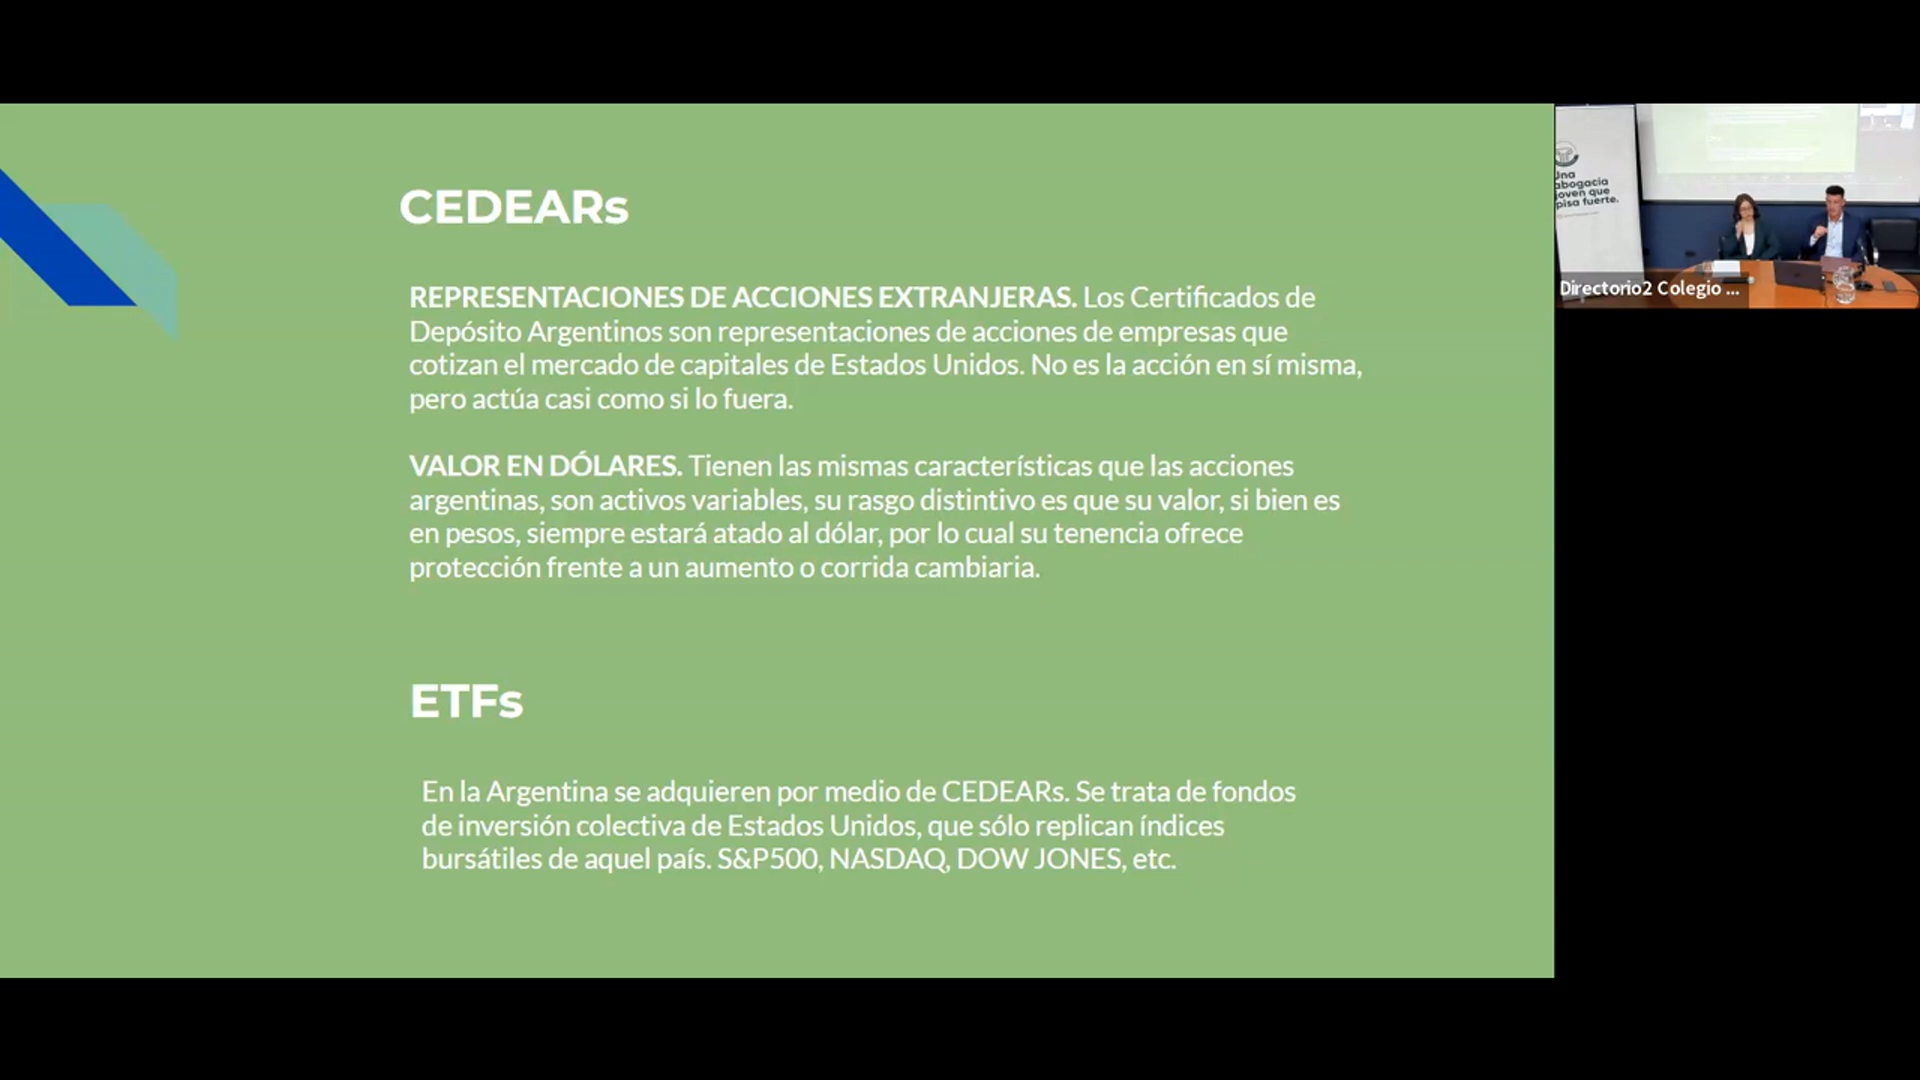 CEDEARs
REPRESENTACIONES DE ACCIONES EXTRANJERAS. Los Certificados de
Depósito Argentinos son representaciones de acciones de empresas que
cotizan el mercado de capitales de Estados Unidos. No es la acción en sí misma,
pero actúa casi como si lo fuera.
VALOR EN DÓLARES. Tienen las mismas características que las acciones
argentinas, son activos variables, su rasgo distintivo es que su valor, si bien es
en pesos, siempre estará atado al dólar, por lo cual su tenencia ofrece
protección frente a un aumento o corrida cambiaria.
ETFs
En la Argentina se adquieren por medio de CEDEARs. Se trata de fondos
de inversión colectiva de Estados Unidos, que sólo replican índices
bursátiles de aquel país. S&P500, NASDAQ, DOW JONES, etc.
Una
abogacía
joven que
pisa fuerte.
Directorio2 Colegio ...